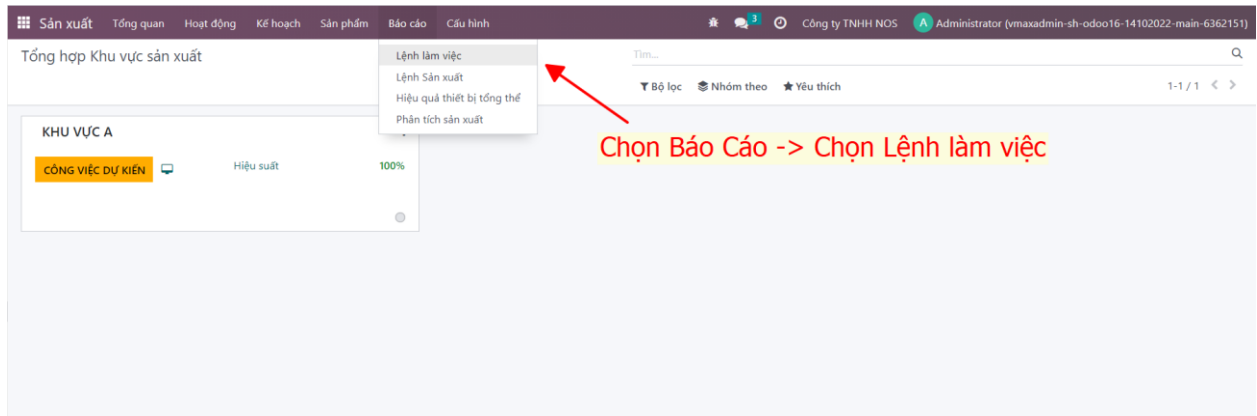 Sản xuất Tổng quan Hoạt động Kế hoạch Sản phẩm Báo cáo Cấu hình 3 Công ty TNHH NOS A Administrator (vmaxadmin-sh-odoo16-14102022-main-6362151)
Tổng hợp Khu vực sản xuất
Tìm...
Lệnh làm việc
Lệnh Sản xuất
Hiệu quả thiết bị tổng thể
Phân tích sản xuất
Bộ lọc Nhóm theo Yêu thích 1-1 / 1
Chọn Báo Cáo -> Chọn Lệnh làm việc
KHU VỰC A
CÔNG VIỆC DỰ KIẾN Hiệu suất 100%